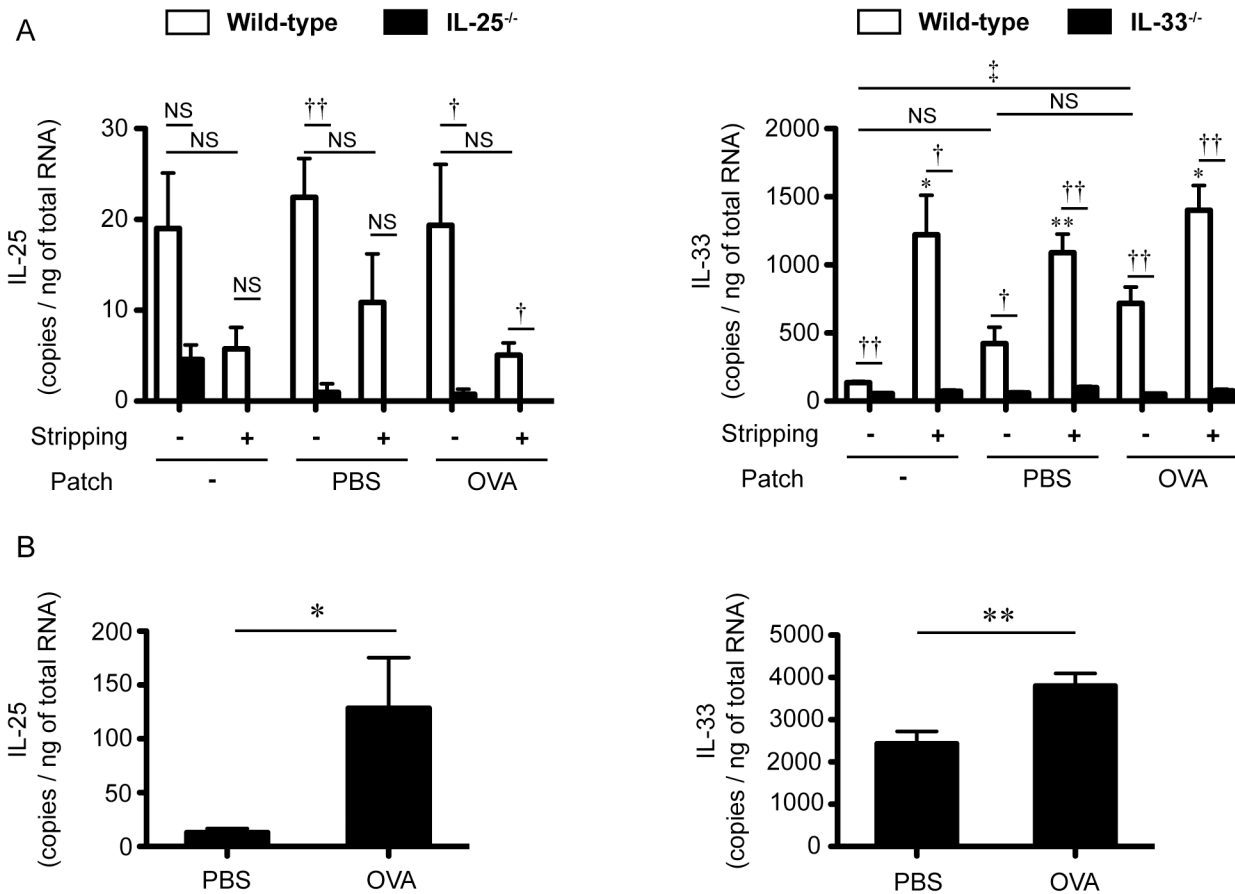 A
Wild-type IL-25-/-
IL-25
(copies / ng of total RNA)
30
20
10
0
NS
NS
NS
††
NS
NS
†
NS
†
Stripping - + - + - +
Patch - PBS OVA
Wild-type IL-33-/-
IL-33
(copies / ng of total RNA)
2000
1500
1000
500
0
‡
NS
NS
††
*
†
†
**
††
††
*
††
Stripping - + - + - +
Patch - PBS OVA
B
IL-25
(copies / ng of total RNA)
200
150
100
50
0
*
PBS OVA
IL-33
(copies / ng of total RNA)
5000
4000
3000
2000
1000
0
**
PBS OVA